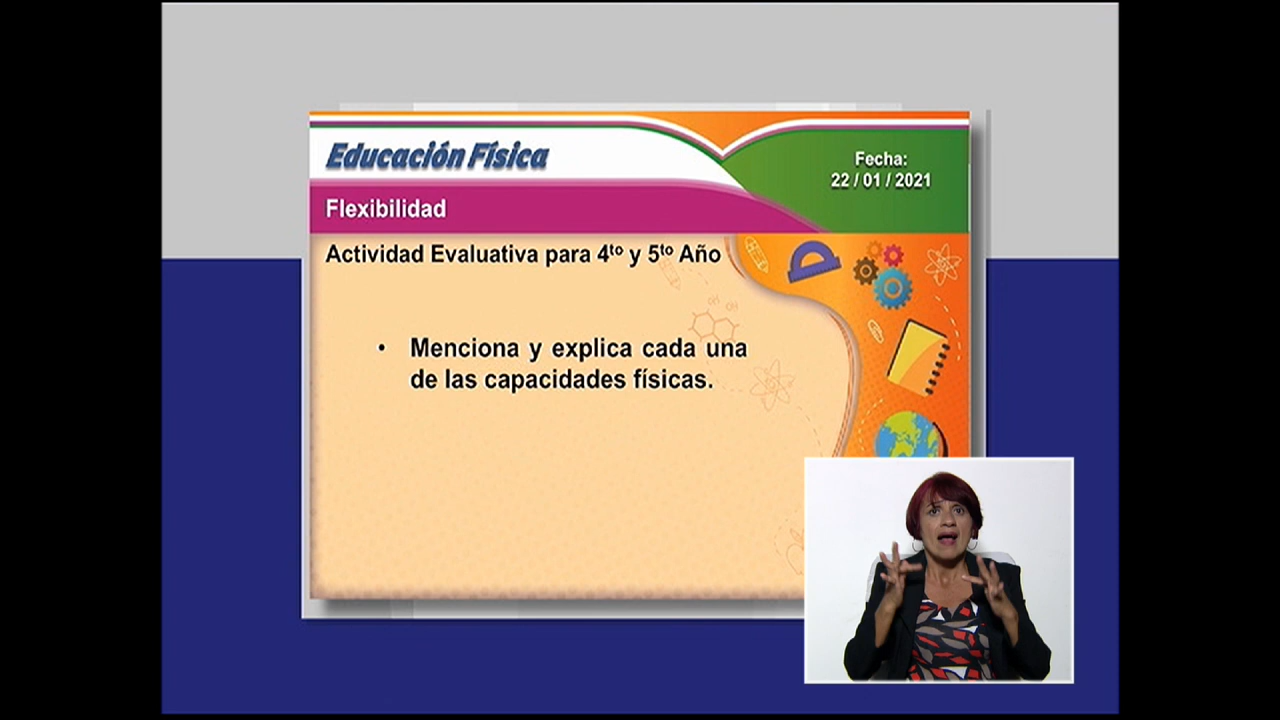 Educación Física
Fecha:
22 / 01 / 2021
Flexibilidad
Actividad Evaluativa para 4to y 5to Año
• Menciona y explica cada una
de las capacidades físicas.